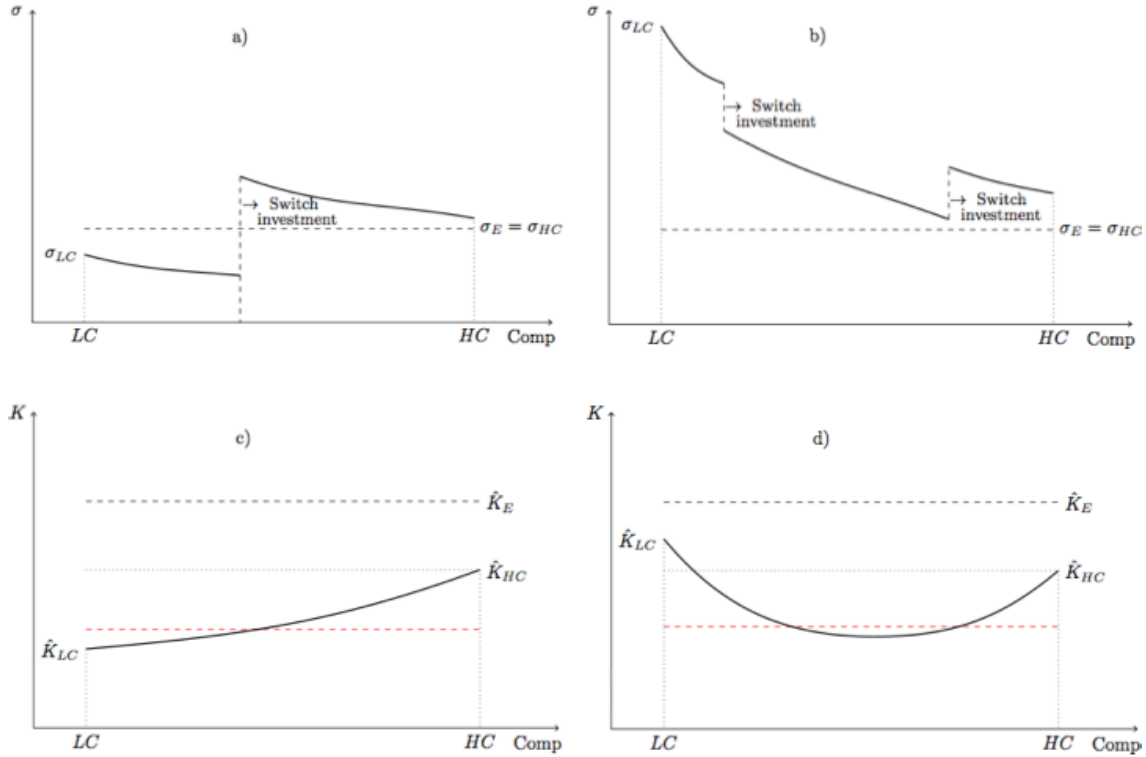 σ
a)
→ Switch
investment
σ_E = σ_HC
σ_LC
LC
HC
Comp
σ
b)
σ_LC
→ Switch
investment
→ Switch
investment
σ_E = σ_HC
LC
HC
Comp
K
c)
K̂_E
K̂_HC
K̂_LC
LC
HC
Comp
K
d)
K̂_E
K̂_LC
K̂_HC
LC
HC
Comp